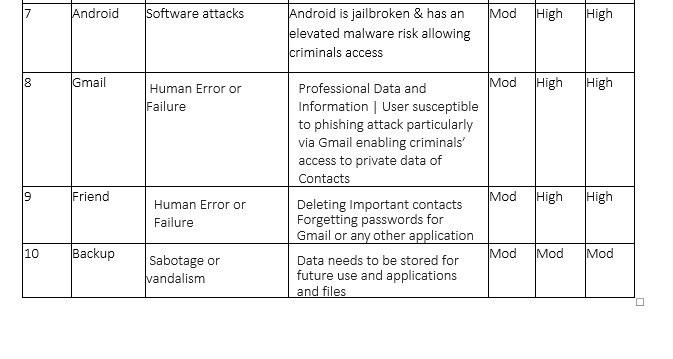 7 Android Software attacks Android is jailbroken & has an Mod High High
elevated malware risk allowing
criminals access
8 Gmail Human Error or Professional Data and Mod High High
Failure Information | User susceptible
to phishing attack particularly
via Gmail enabling criminals’
access to private data of
Contacts
9 Friend Human Error or Deleting Important contacts Mod High High
Failure Forgetting passwords for
Gmail or any other application
10 Backup Sabotage or Data needs to be stored for Mod Mod Mod
vandalism future use and applications
and files